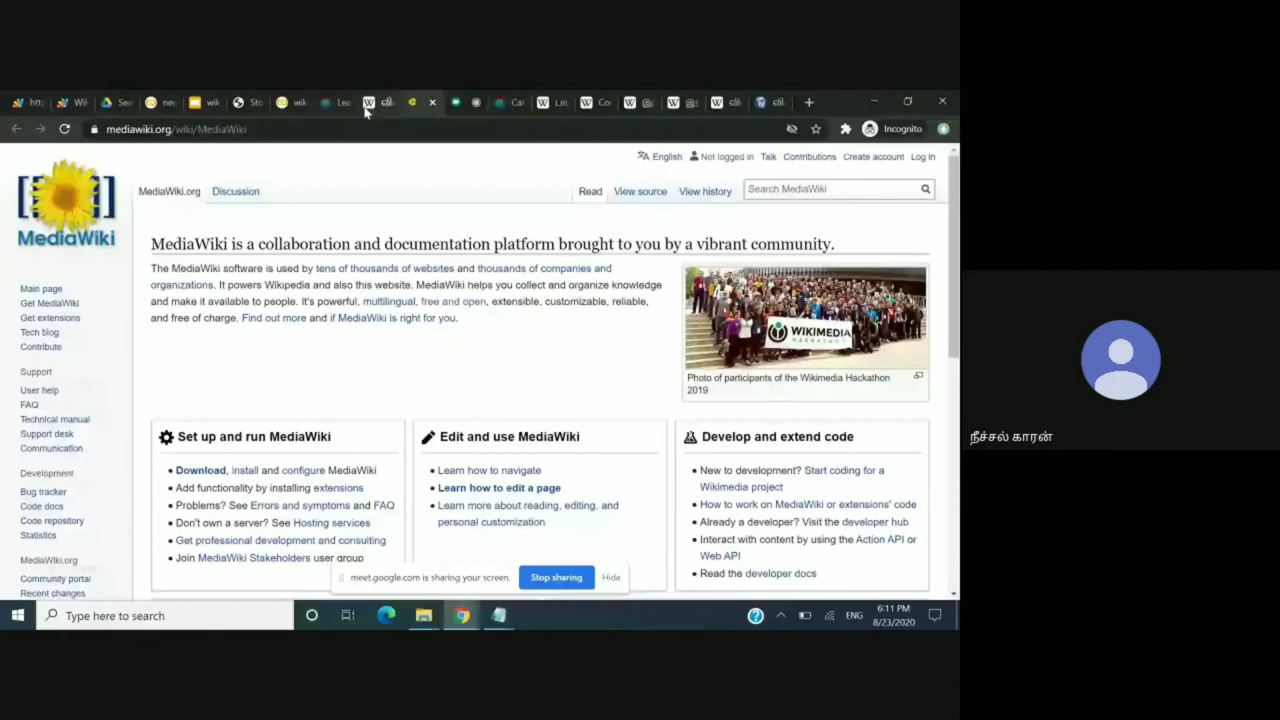 mediawiki.org/wiki/MediaWiki
Incognito
English Not logged in Talk Contributions Create account Log in
MediaWiki
MediaWiki.org Discussion
Read View source View history
Search MediaWiki
MediaWiki is a collaboration and documentation platform brought to you by a vibrant community.
The MediaWiki software is used by tens of thousands of websites and thousands of companies and
organizations. It powers Wikipedia and also this website. MediaWiki helps you collect and organize knowledge
and make it available to people. It's powerful, multilingual, free and open, extensible, customizable, reliable,
and free of charge. Find out more and if MediaWiki is right for you.
WIKIMEDIA
HACKATHON
Photo of participants of the Wikimedia Hackathon
2019
Main page
Get MediaWiki
Get extensions
Tech blog
Contribute
Support
User help
FAQ
Technical manual
Support desk
Communication
Development
Bug tracker
Code docs
Code repository
Statistics
MediaWiki.org
Community portal
Recent changes
Set up and run MediaWiki
• Download, install and configure MediaWiki
• Add functionality by installing extensions
• Problems? See Errors and symptoms and FAQ
• Don't own a server? See Hosting services
• Get professional development and consulting
• Join MediaWiki Stakeholders user group
Edit and use MediaWiki
• Learn how to navigate
• Learn how to edit a page
• Learn more about reading, editing, and
personal customization
Develop and extend code
• New to development? Start coding for a
Wikimedia project
• How to work on MediaWiki or extensions' code
• Already a developer? Visit the developer hub
• Interact with content by using the Action API or
Web API
• Read the developer docs
meet.google.com is sharing your screen. Stop sharing Hide
Type here to search
ENG
6:11 PM
8/23/2020
நீச்சல் காரன்